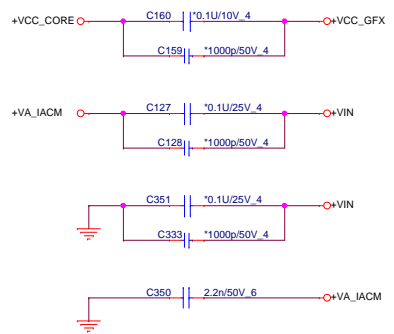 C160 *0.1U/10V_4
+VCC_CORE +VCC_GFX
C159 *1000p/50V_4
C127 *0.1U/25V_4
+VA_IACM +VIN
C128 *1000p/50V_4
C351 *0.1U/25V_4
+VIN
C333 *1000p/50V_4
C350 2.2n/50V_6
+VA_IACM